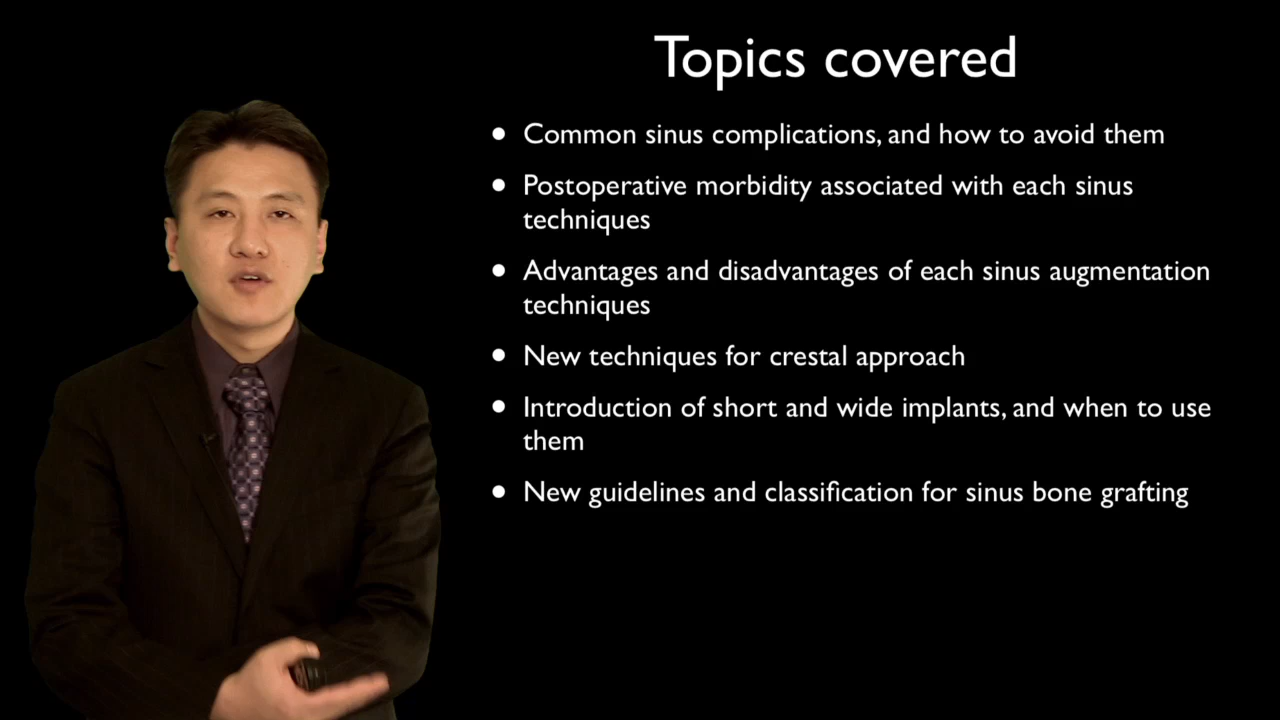 Topics covered
• Common sinus complications, and how to avoid them
• Postoperative morbidity associated with each sinus
techniques
• Advantages and disadvantages of each sinus augmentation
techniques
• New techniques for crestal approach
• Introduction of short and wide implants, and when to use
them
• New guidelines and classification for sinus bone grafting